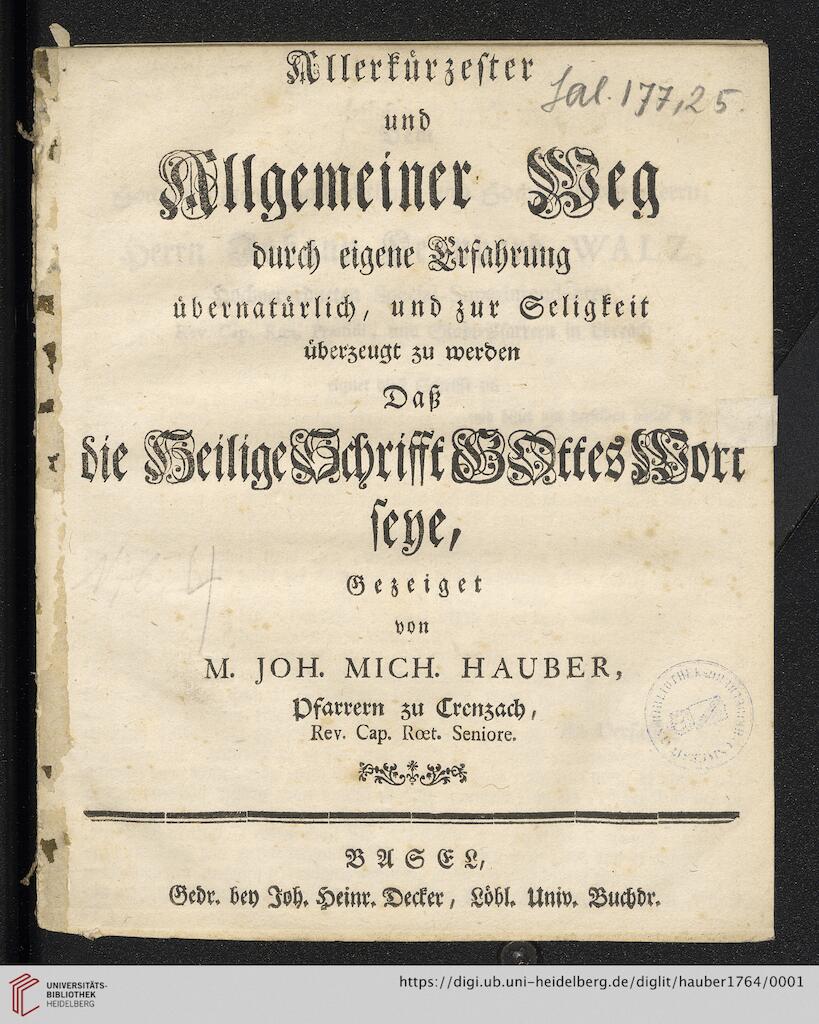 Allerkürzester
Sal. 177,25.
und
Allgemeiner Weg
durch eigene Erfahrung
übernatürlich, und zur Seligkeit
überzeugt zu werden
Daß
die Heilige Schrifft GOttes Wort
seye,
Gezeiget
von
M. JOH. MICH. HAUBER,
Pfarrern zu Crenzach,
Rev. Cap. Rœt. Seniore.
BASEL,
Gedr. bey Joh. Heinr. Decker, Löbl. Univ. Buchdr.
UNIVERSITÄTS-
BIBLIOTHEK
HEIDELBERG
https://digi.ub.uni-heidelberg.de/diglit/hauber1764/0001